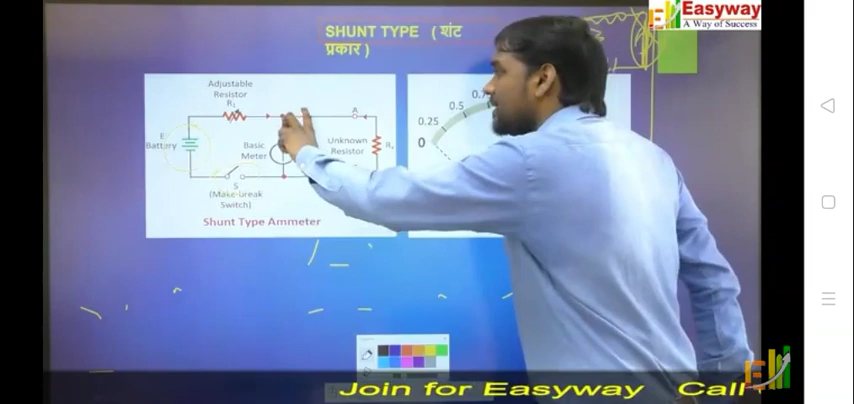 Easyway
A Way of Success
SHUNT TYPE ( शंट
प्रकार )
Adjustable
Resistor
R₁
E
Battery
Basic
Meter
A
Unknown
Resistor
Rₓ
S
(Make-break
Switch)
Shunt Type Ammeter
0
0.25
0.5
Join for Easyway Call